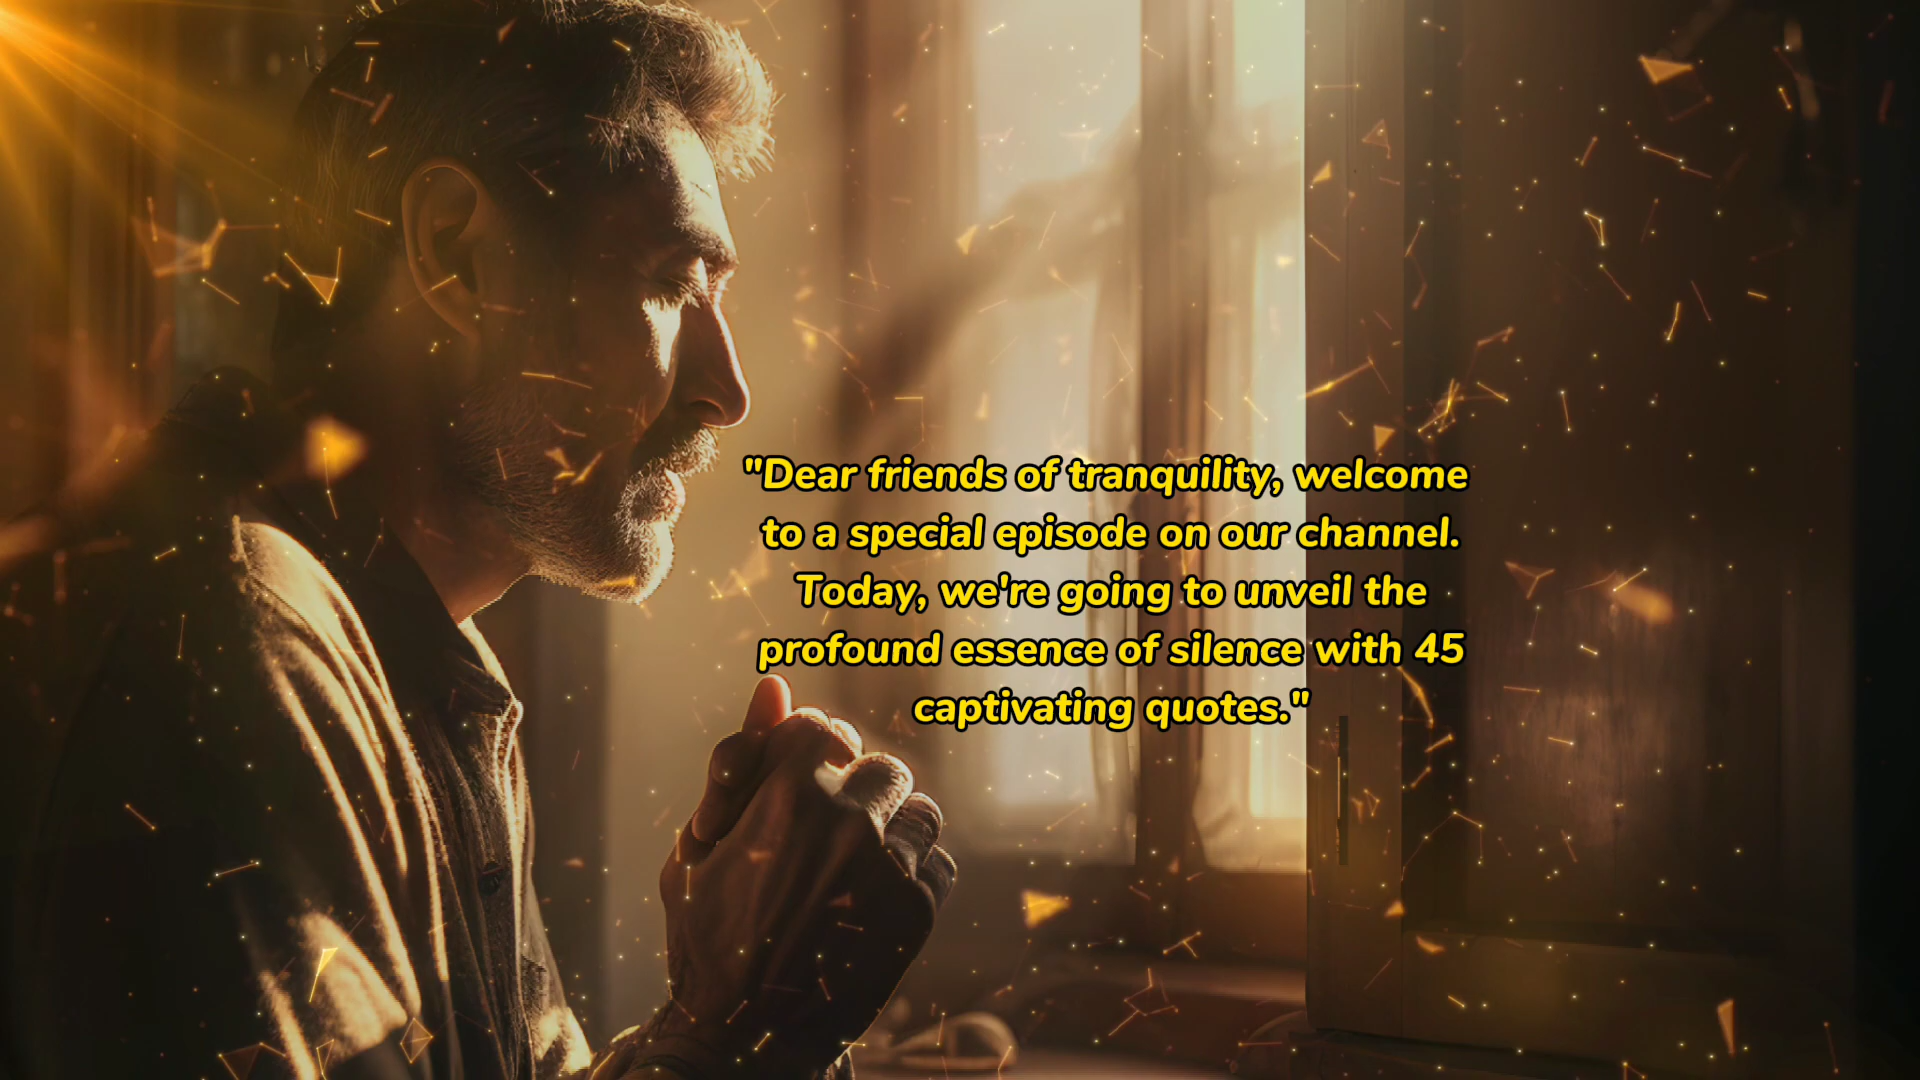 "Dear friends of tranquility, welcome
to a special episode on our channel.
Today, we're going to unveil the
profound essence of silence with 45
captivating quotes."